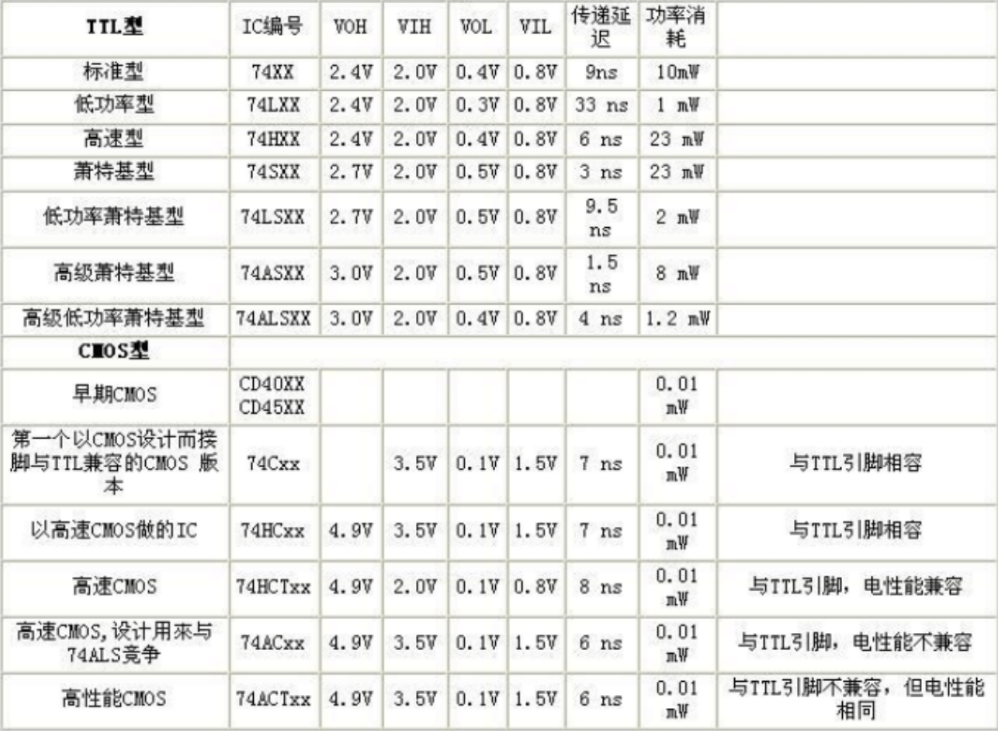 TTL型 IC编号 VOH VIH VOL VIL 传递延迟 功率消耗
标准型 74XX 2.4V 2.0V 0.4V 0.8V 9ns 10mW
低功率型 74LXX 2.4V 2.0V 0.3V 0.8V 33 ns 1 mW
高速型 74HXX 2.4V 2.0V 0.4V 0.8V 6 ns 23 mW
萧特基型 74SXX 2.7V 2.0V 0.5V 0.8V 3 ns 23 mW
低功率萧特基型 74LSXX 2.7V 2.0V 0.5V 0.8V 9.5 ns 2 mW
高级萧特基型 74ASXX 3.0V 2.0V 0.5V 0.8V 1.5 ns 8 mW
高级低功率萧特基型 74ALSXX 3.0V 2.0V 0.4V 0.8V 4 ns 1.2 mW
CMOS型
早期CMOS CD40XX CD45XX 0.01 mW
第一个以CMOS设计而接脚与TTL兼容的CMOS 版本 74Cxx 3.5V 0.1V 1.5V 7 ns 0.01 mW 与TTL引脚相容
以高速CMOS做的IC 74HCxx 4.9V 3.5V 0.1V 1.5V 7 ns 0.01 mW 与TTL引脚相容
高速CMOS 74HCTxx 4.9V 2.0V 0.1V 0.8V 8 ns 0.01 mW 与TTL引脚，电性能兼容
高速CMOS,设计用来与74ALS竞争 74ACxx 4.9V 3.5V 0.1V 1.5V 6 ns 0.01 mW 与TTL引脚，电性能不兼容
高性能CMOS 74ACTxx 4.9V 3.5V 0.1V 1.5V 6 ns 0.01 mW 与TTL引脚不兼容，但电性能相同